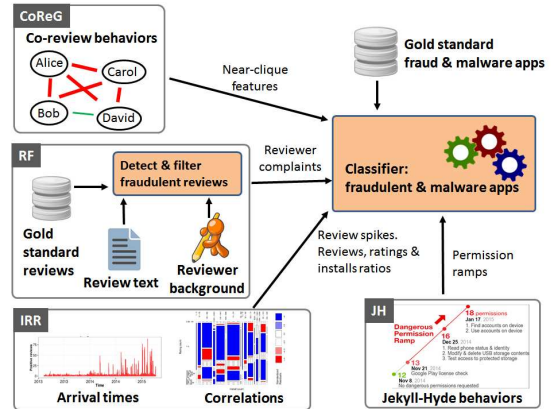 CoReG
Co-review behaviors
Alice
Carol
Bob
David
Near-clique
features
Gold standard
fraud & malware apps
RF
Detect & filter
fraudulent reviews
Gold
standard
reviews
Review text
Reviewer
background
Reviewer
complaints
Classifier:
fraudulent & malware apps
Review spikes.
Reviews, ratings &
installs ratios
Permission
ramps
IRR
Time
Arrival times
Correlations
JH
Dangerous
Permission
Ramp
18 permissions
Jan 17 2015
1. Find accounts on device
2. Use accounts on device
16
Dec 25 2014
1. Read phone status & identity
2. Modify & delete USB storage contents
3. Test access to protected storage
13
Nov 21 2014
Google Play license check
12
Nov 8 2014
No dangerous permissions requested
Jekyll-Hyde behaviors